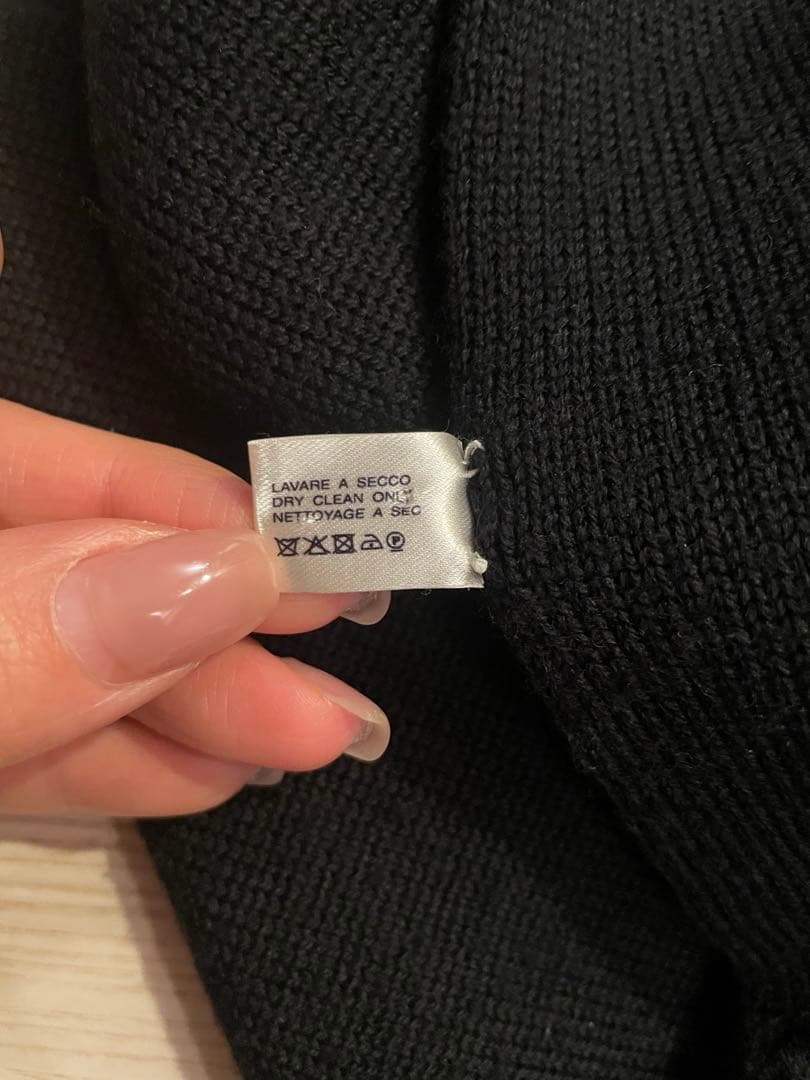 LAVARE A SECCO
DRY CLEAN ONLY
NETTOYAGE A SEC
P